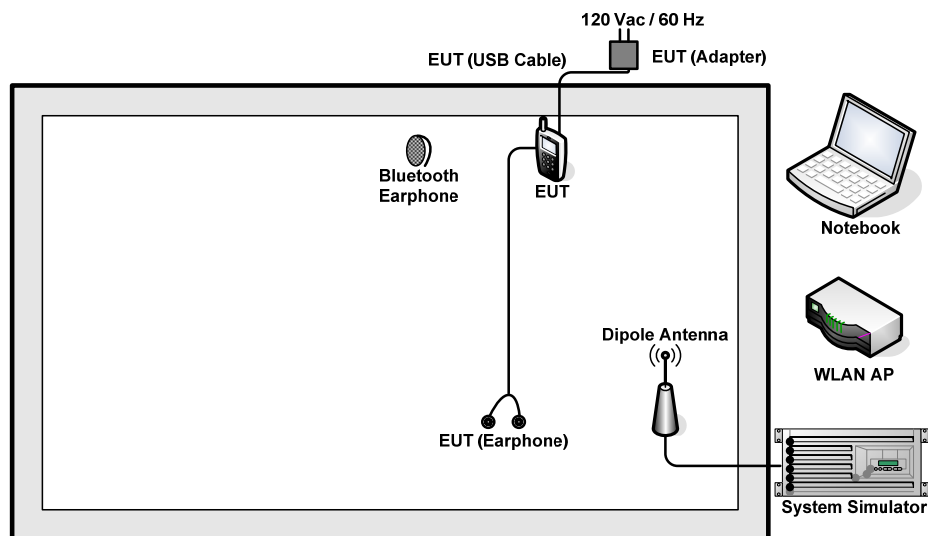 120 Vac / 60 Hz
EUT (USB Cable)
EUT (Adapter)
Bluetooth
Earphone
EUT
Notebook
Dipole Antenna
WLAN AP
EUT (Earphone)
System Simulator